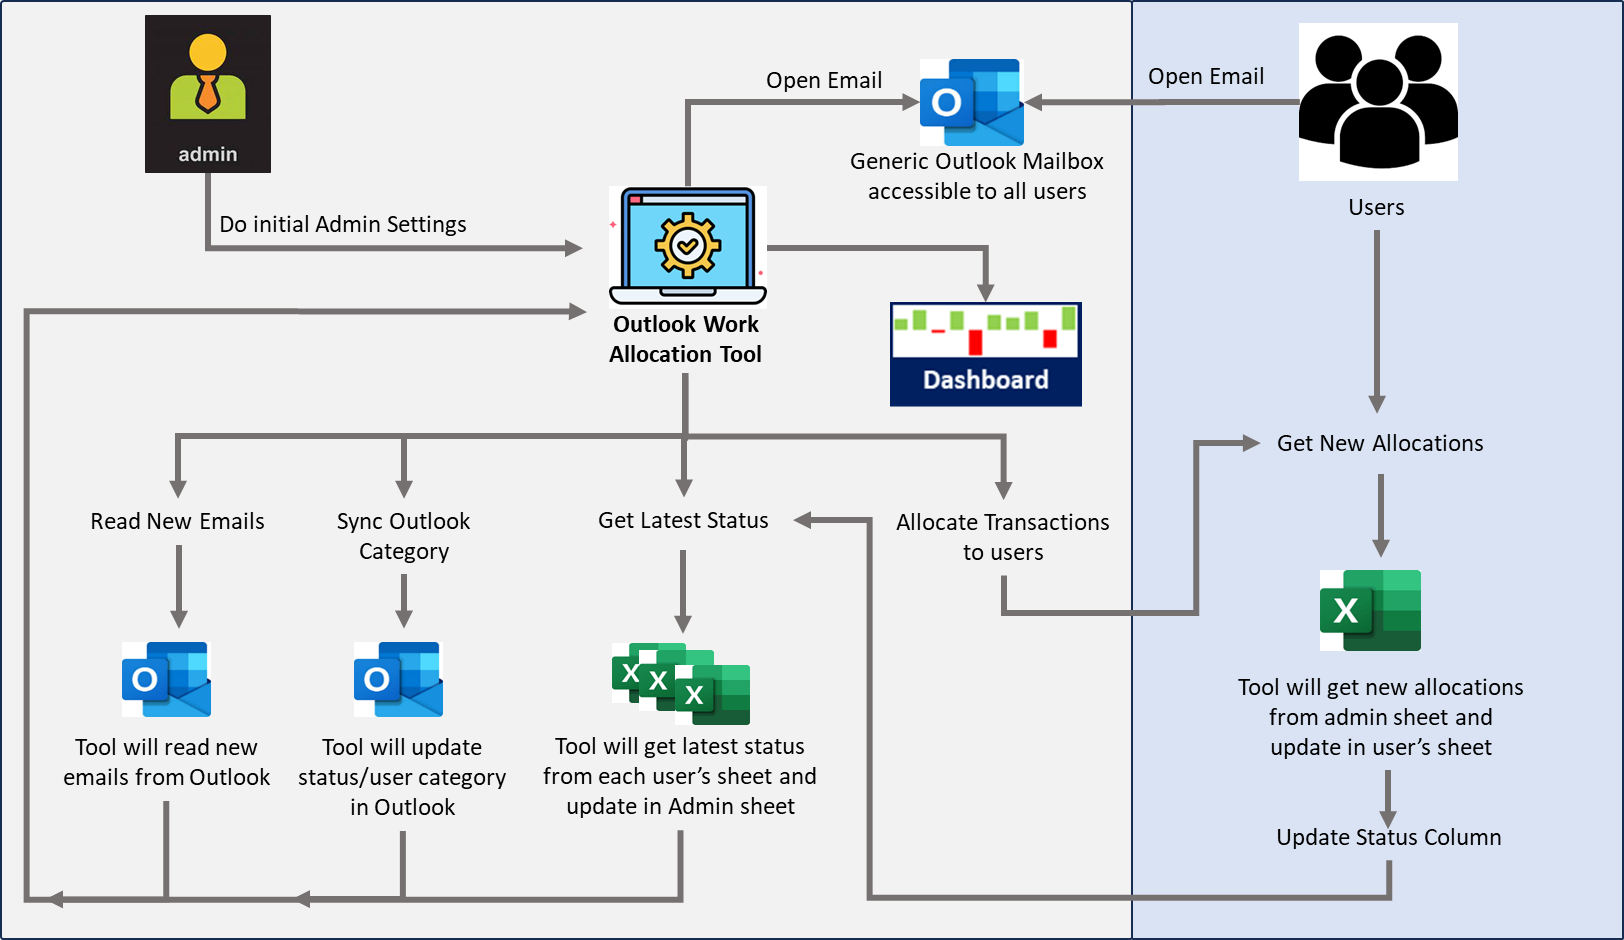 admin
Do initial Admin Settings
Open Email
Open Email
O
Generic Outlook Mailbox
accessible to all users
Users
Outlook Work
Allocation Tool
Dashboard
Get New Allocations
Read New Emails
Sync Outlook
Category
Get Latest Status
Allocate Transactions
to users
X
Tool will get new allocations
from admin sheet and
update in user’s sheet
Update Status Column
O
O
X
X
X
Tool will read new
emails from Outlook
Tool will update
status/user category
in Outlook
Tool will get latest status
from each user’s sheet and
update in Admin sheet